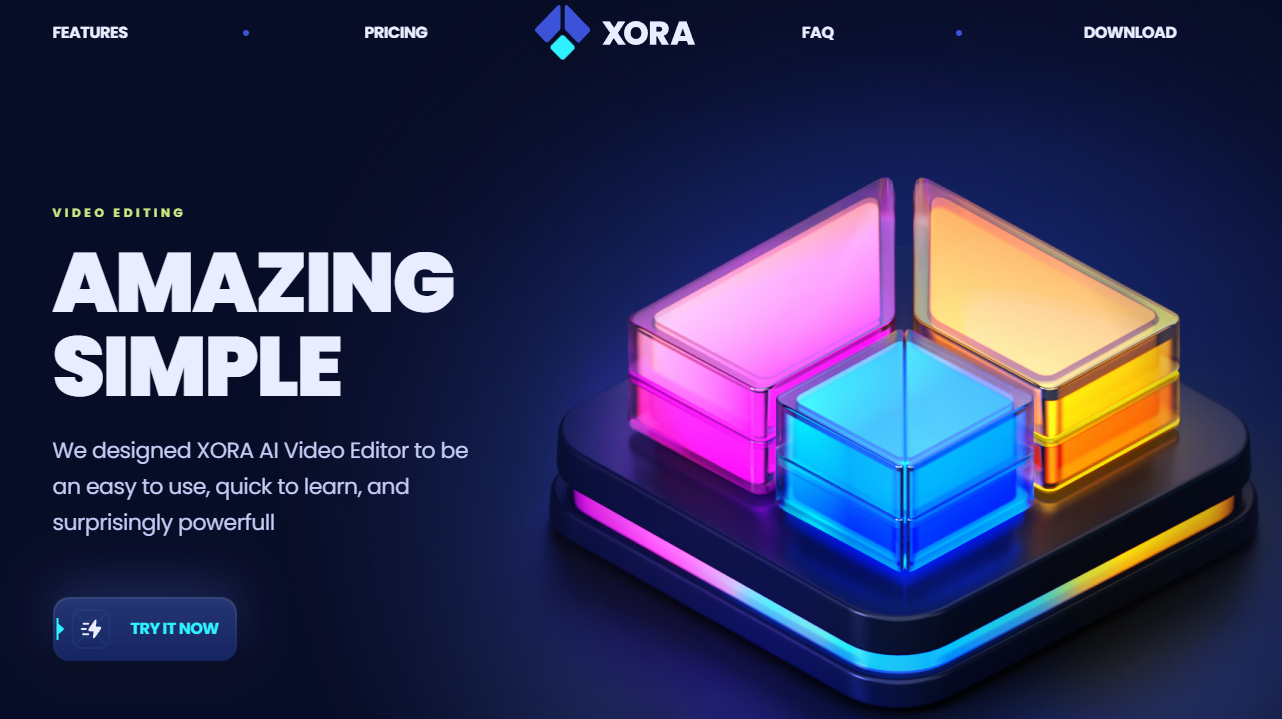 FEATURES
PRICING
XORA
FAQ
DOWNLOAD
VIDEO EDITING
AMAZING
SIMPLE
We designed XORA AI Video Editor to be
an easy to use, quick to learn, and
surprisingly powerfull
TRY IT NOW